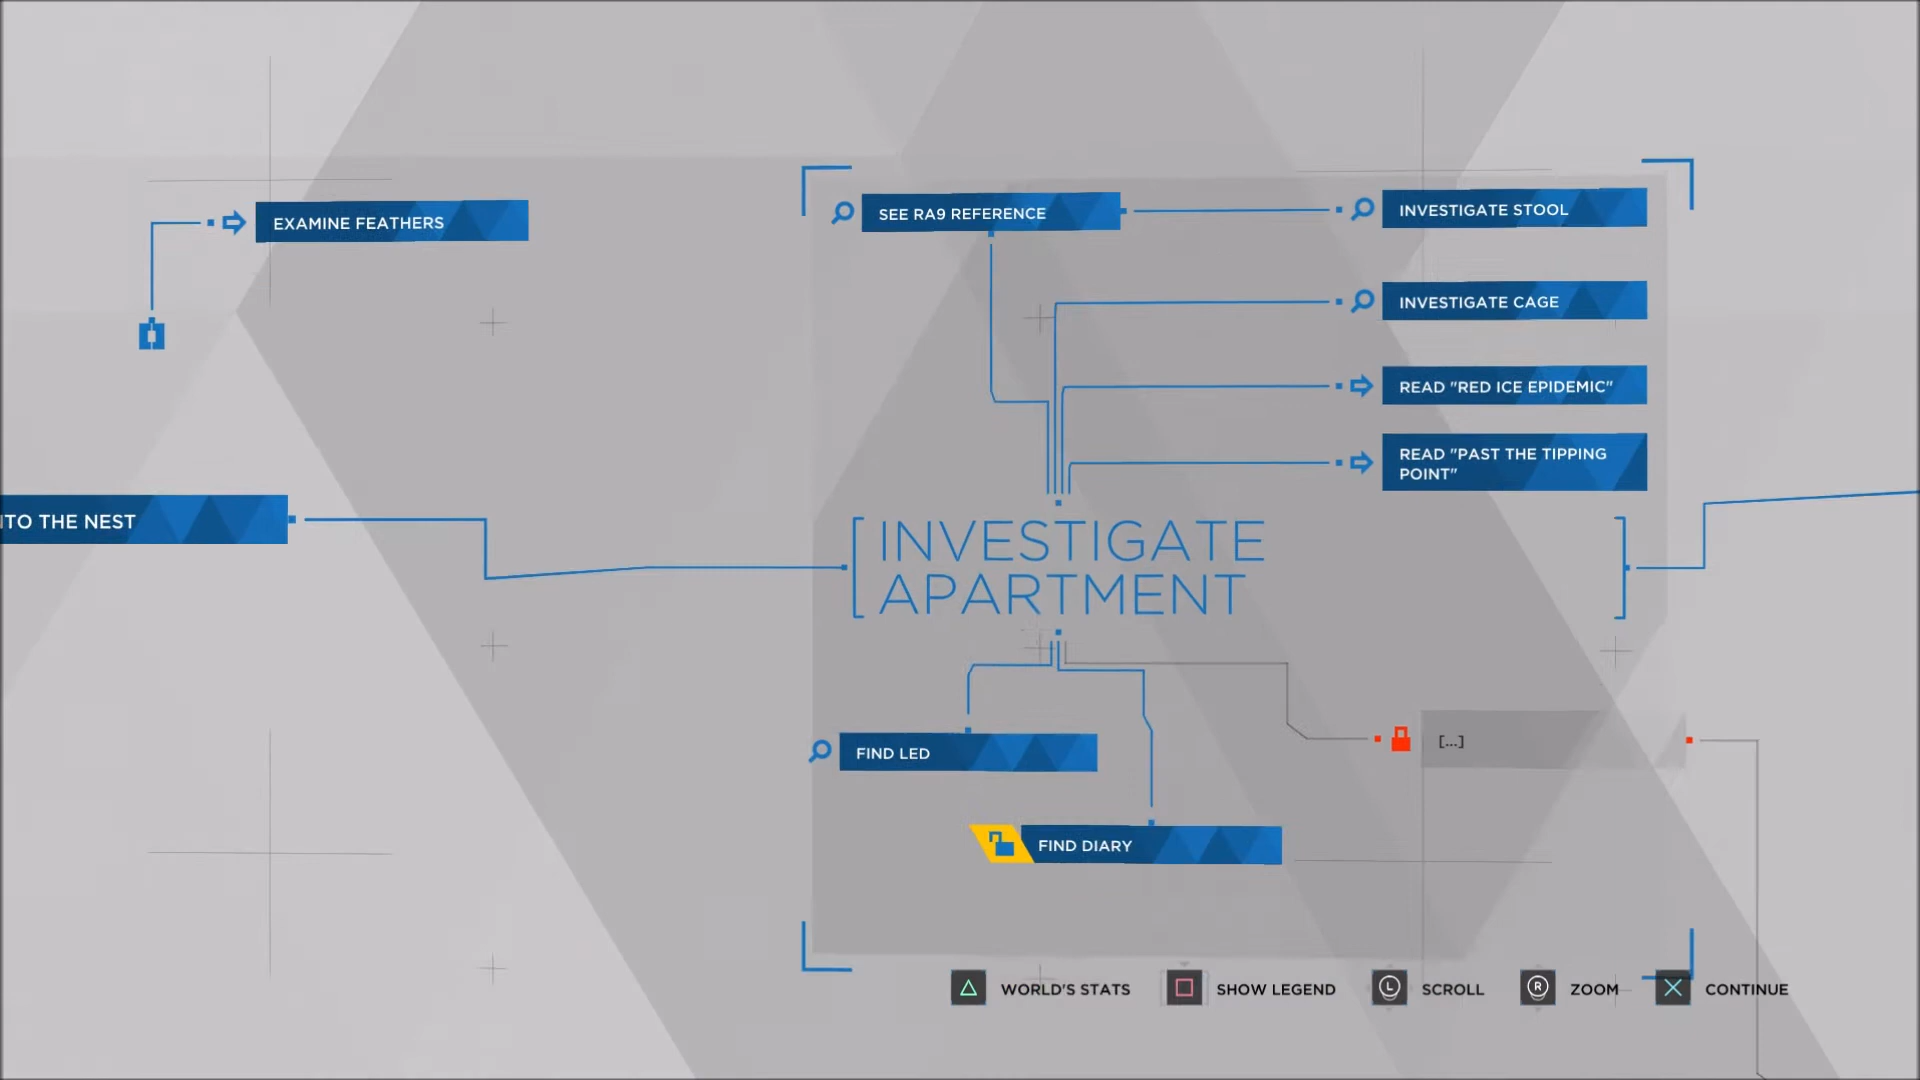 EXAMINE FEATHERS
SEE RA9 REFERENCE
INVESTIGATE STOOL
INVESTIGATE CAGE
READ "RED ICE EPIDEMIC"
READ "PAST THE TIPPING
POINT"
TO THE NEST
INVESTIGATE
APARTMENT
[...]
FIND LED
FIND DIARY
WORLD'S STATS
SHOW LEGEND
L SCROLL
R ZOOM
CONTINUE